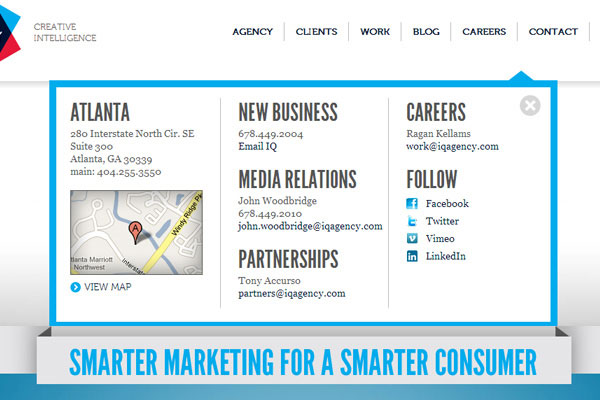 CREATIVE
INTELLIGENCE
AGENCY
CLIENTS
WORK
BLOG
CAREERS
CONTACT
ATLANTA
280 Interstate North Cir. SE
Suite 300
Atlanta, GA 30339
main: 404.255.3550
A
Windy Ridge Pk
tlanta Marriott
Northwest
Interstate
VIEW MAP
NEW BUSINESS
678.449.2004
Email IQ
MEDIA RELATIONS
John Woodbridge
678.449.2010
john.woodbridge@iqagency.com
PARTNERSHIPS
Tony Accurso
partners@iqagency.com
CAREERS
Ragan Kellams
work@iqagency.com
FOLLOW
Facebook
Twitter
Vimeo
LinkedIn
SMARTER MARKETING FOR A SMARTER CONSUMER